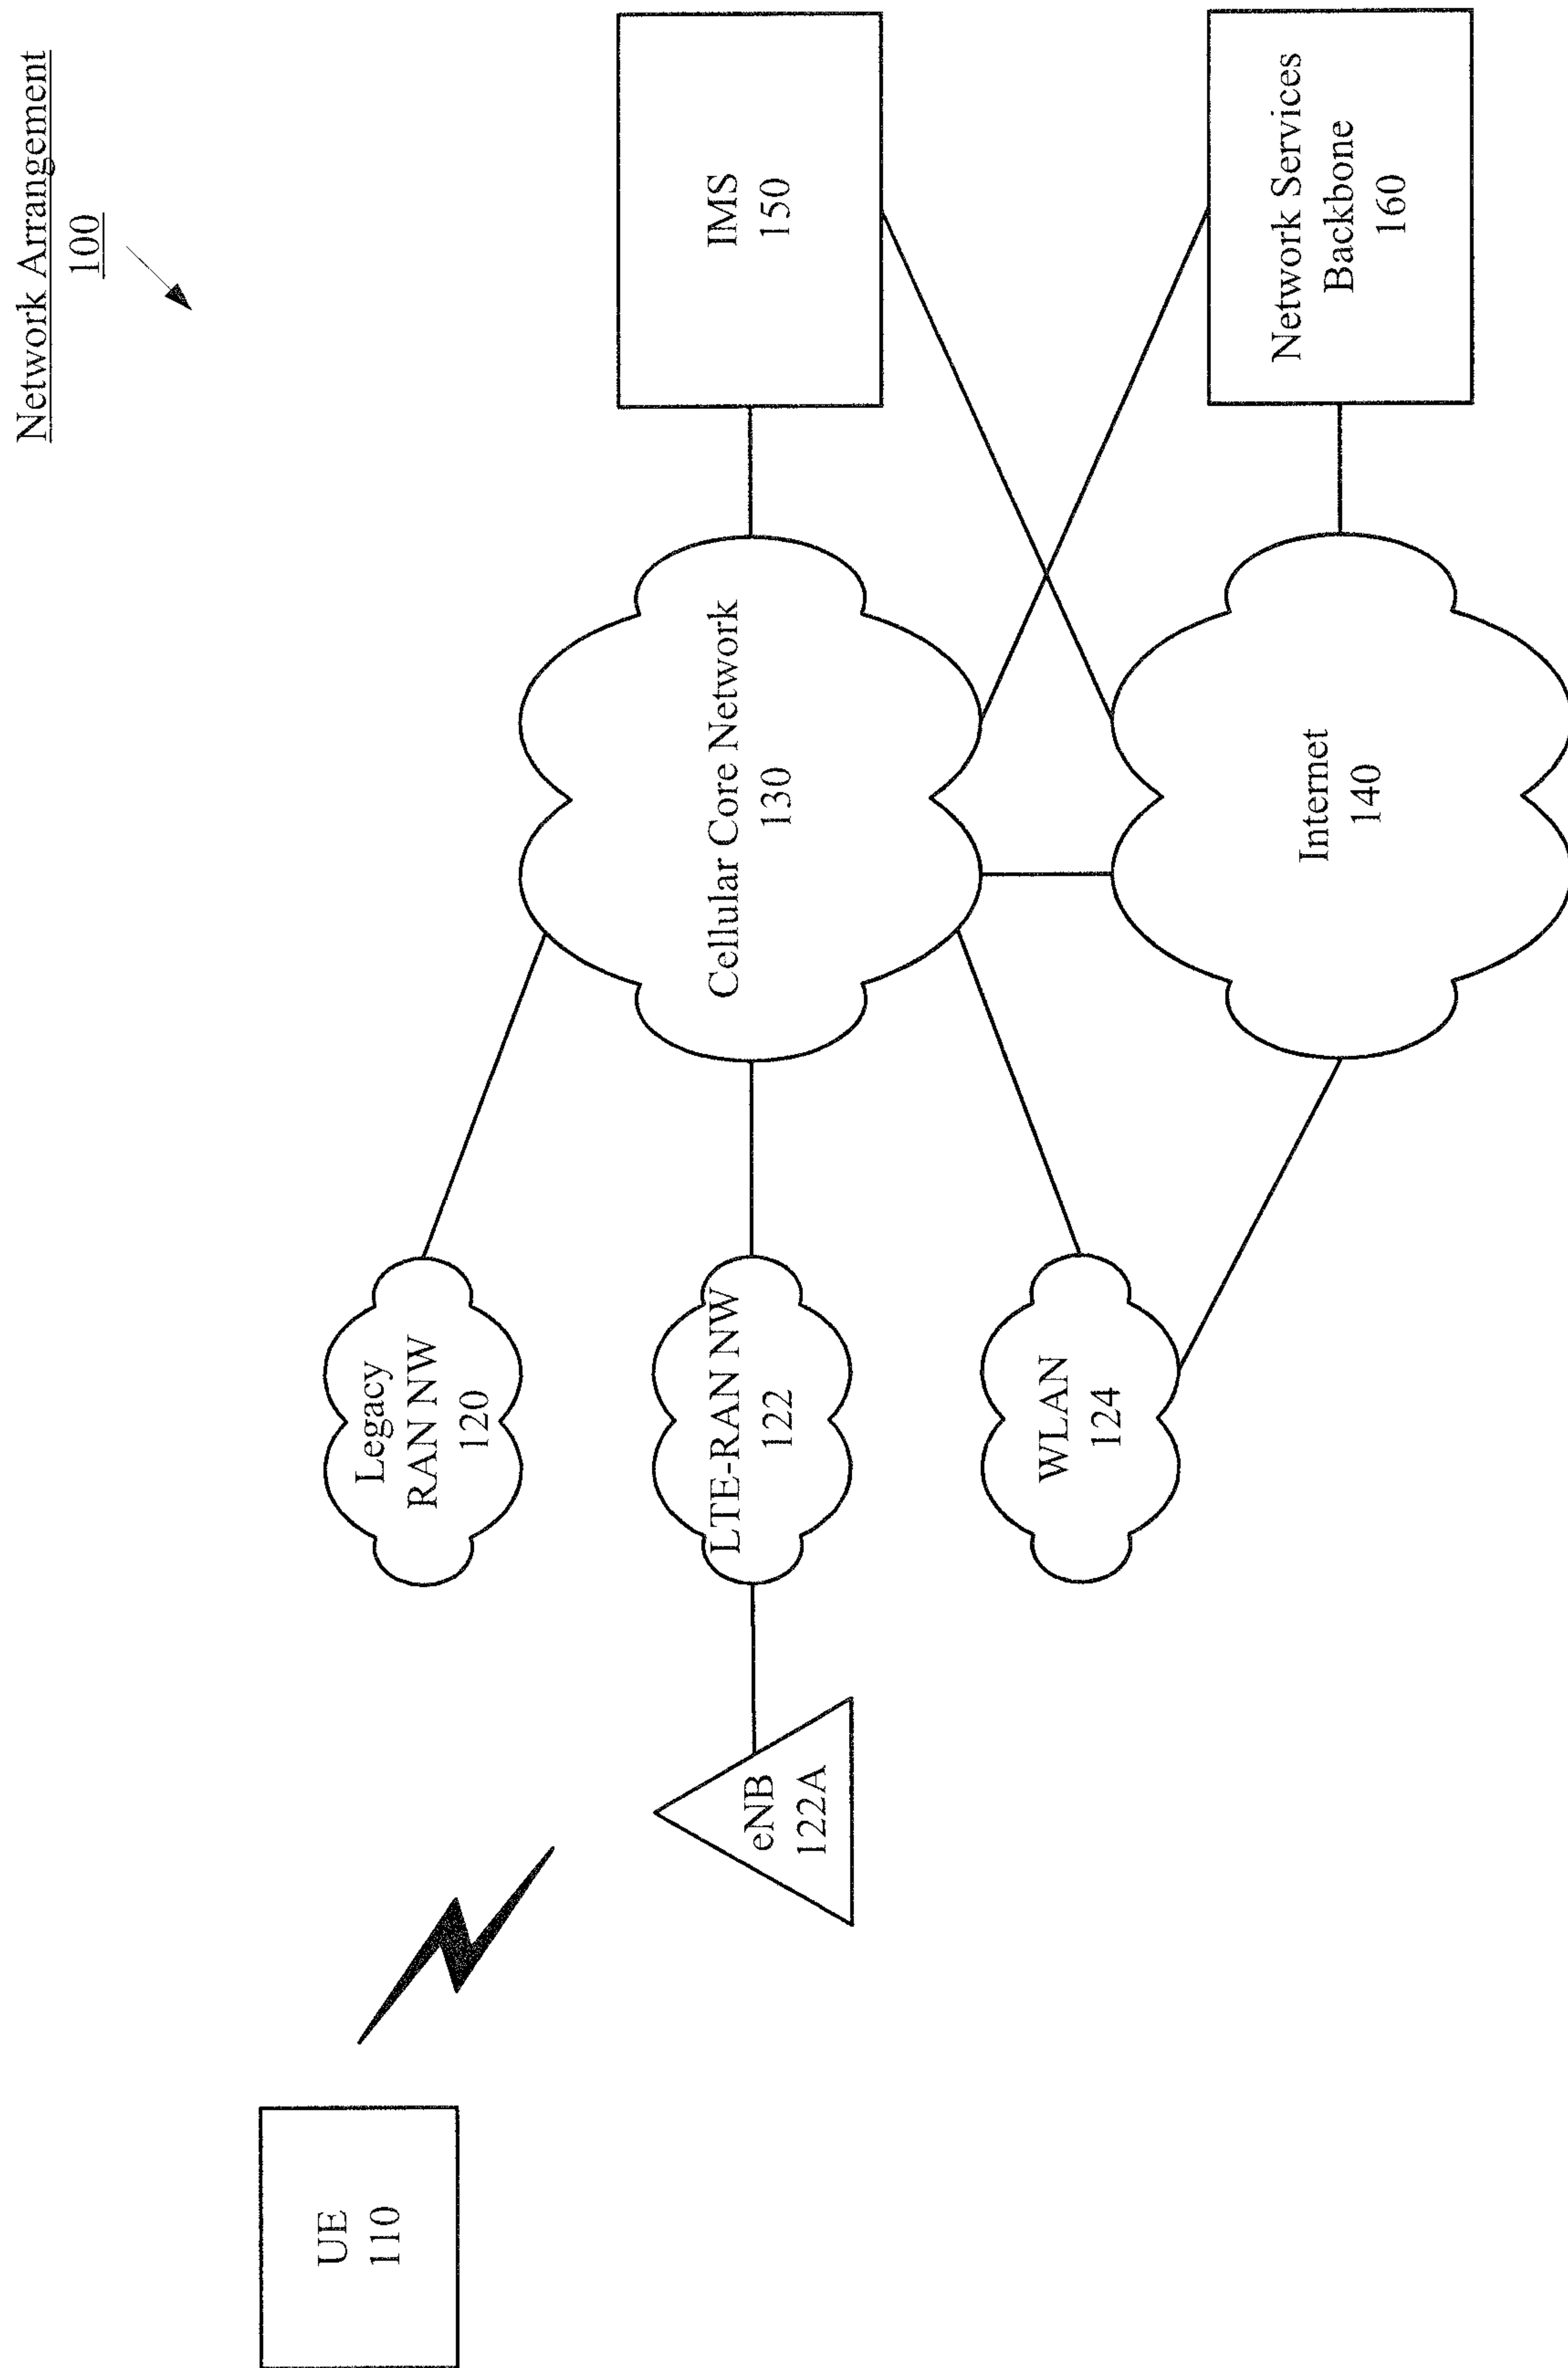 Network Arrangement
100
UE
110
eNB
122A
Legacy
RAN NW
120
LTE-RAN NW
122
WLAN
124
Cellular Core Network
130
Internet
140
IMS
150
Network Services
Backbone
160